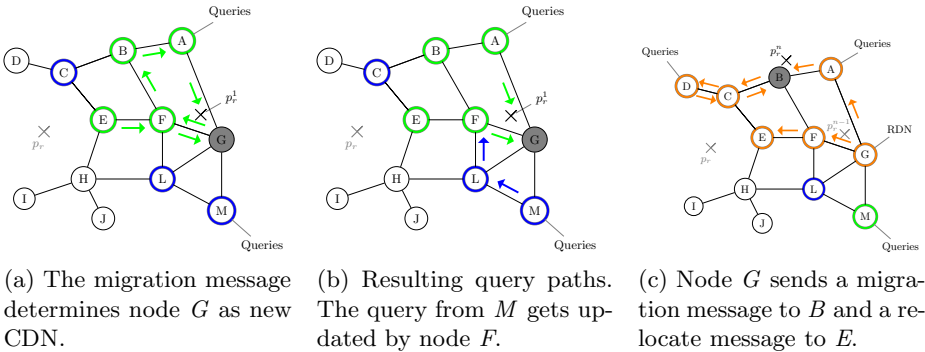 Queries
A
B
D
C
p_r^1
E
F
G
p_r
H
L
I
J
M
Queries
Queries
A
B
D
C
p_r^1
E
F
G
p_r
H
L
I
J
M
Queries
Queries
p_r^n
Queries
B
A
D
C
p_r^{n-1}
RDN
E
F
p_r
G
H
L
I
J
M
Queries
(a) The migration message
determines node G as new
CDN.
(b) Resulting query paths.
The query from M gets up-
dated by node F.
(c) Node G sends a migra-
tion message to B and a re-
locate message to E.